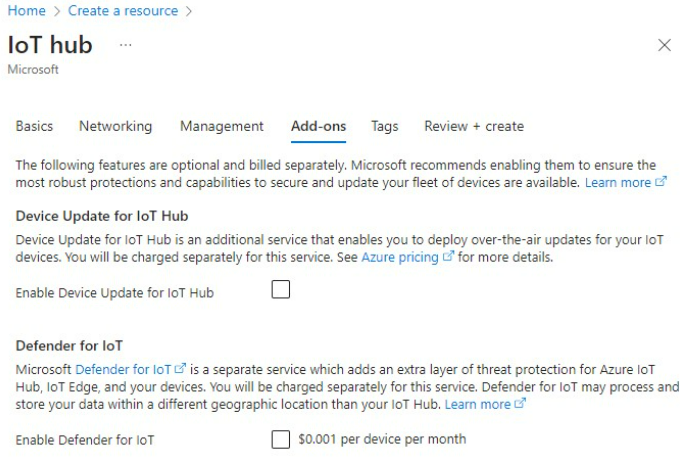 Home > Create a resource >
IoT hub ...
Microsoft
Basics Networking Management Add-ons Tags Review + create
The following features are optional and billed separately. Microsoft recommends enabling them to ensure the
most robust protections and capabilities to secure and update your fleet of devices are available. Learn more
Device Update for IoT Hub
Device Update for IoT Hub is an additional service that enables you to deploy over-the-air updates for your IoT
devices. You will be charged separately for this service. See Azure pricing for more details.
Enable Device Update for IoT Hub
Defender for IoT
Microsoft Defender for IoT is a separate service which adds an extra layer of threat protection for Azure IoT
Hub, IoT Edge, and your devices. You will be charged separately for this service. Defender for IoT may process and
store your data within a different geographic location than your IoT Hub. Learn more
Enable Defender for IoT $0.001 per device per month